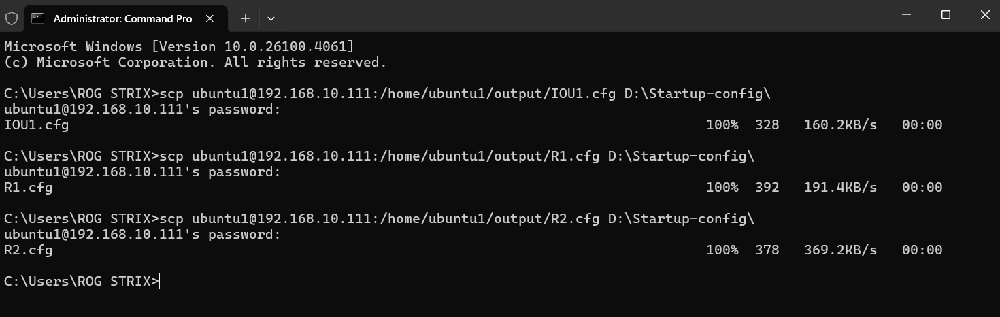 Administrator: Command Pro
Microsoft Windows [Version 10.0.26100.4061]
(c) Microsoft Corporation. All rights reserved.
C:\Users\ROG STRIX>scp ubuntu1@192.168.10.111:/home/ubuntu1/output/IOU1.cfg D:\Startup-config\
ubuntu1@192.168.10.111's password:
IOU1.cfg 100% 328 160.2KB/s 00:00
C:\Users\ROG STRIX>scp ubuntu1@192.168.10.111:/home/ubuntu1/output/R1.cfg D:\Startup-config\
ubuntu1@192.168.10.111's password:
R1.cfg 100% 392 191.4KB/s 00:00
C:\Users\ROG STRIX>scp ubuntu1@192.168.10.111:/home/ubuntu1/output/R2.cfg D:\Startup-config\
ubuntu1@192.168.10.111's password:
R2.cfg 100% 378 369.2KB/s 00:00
C:\Users\ROG STRIX>